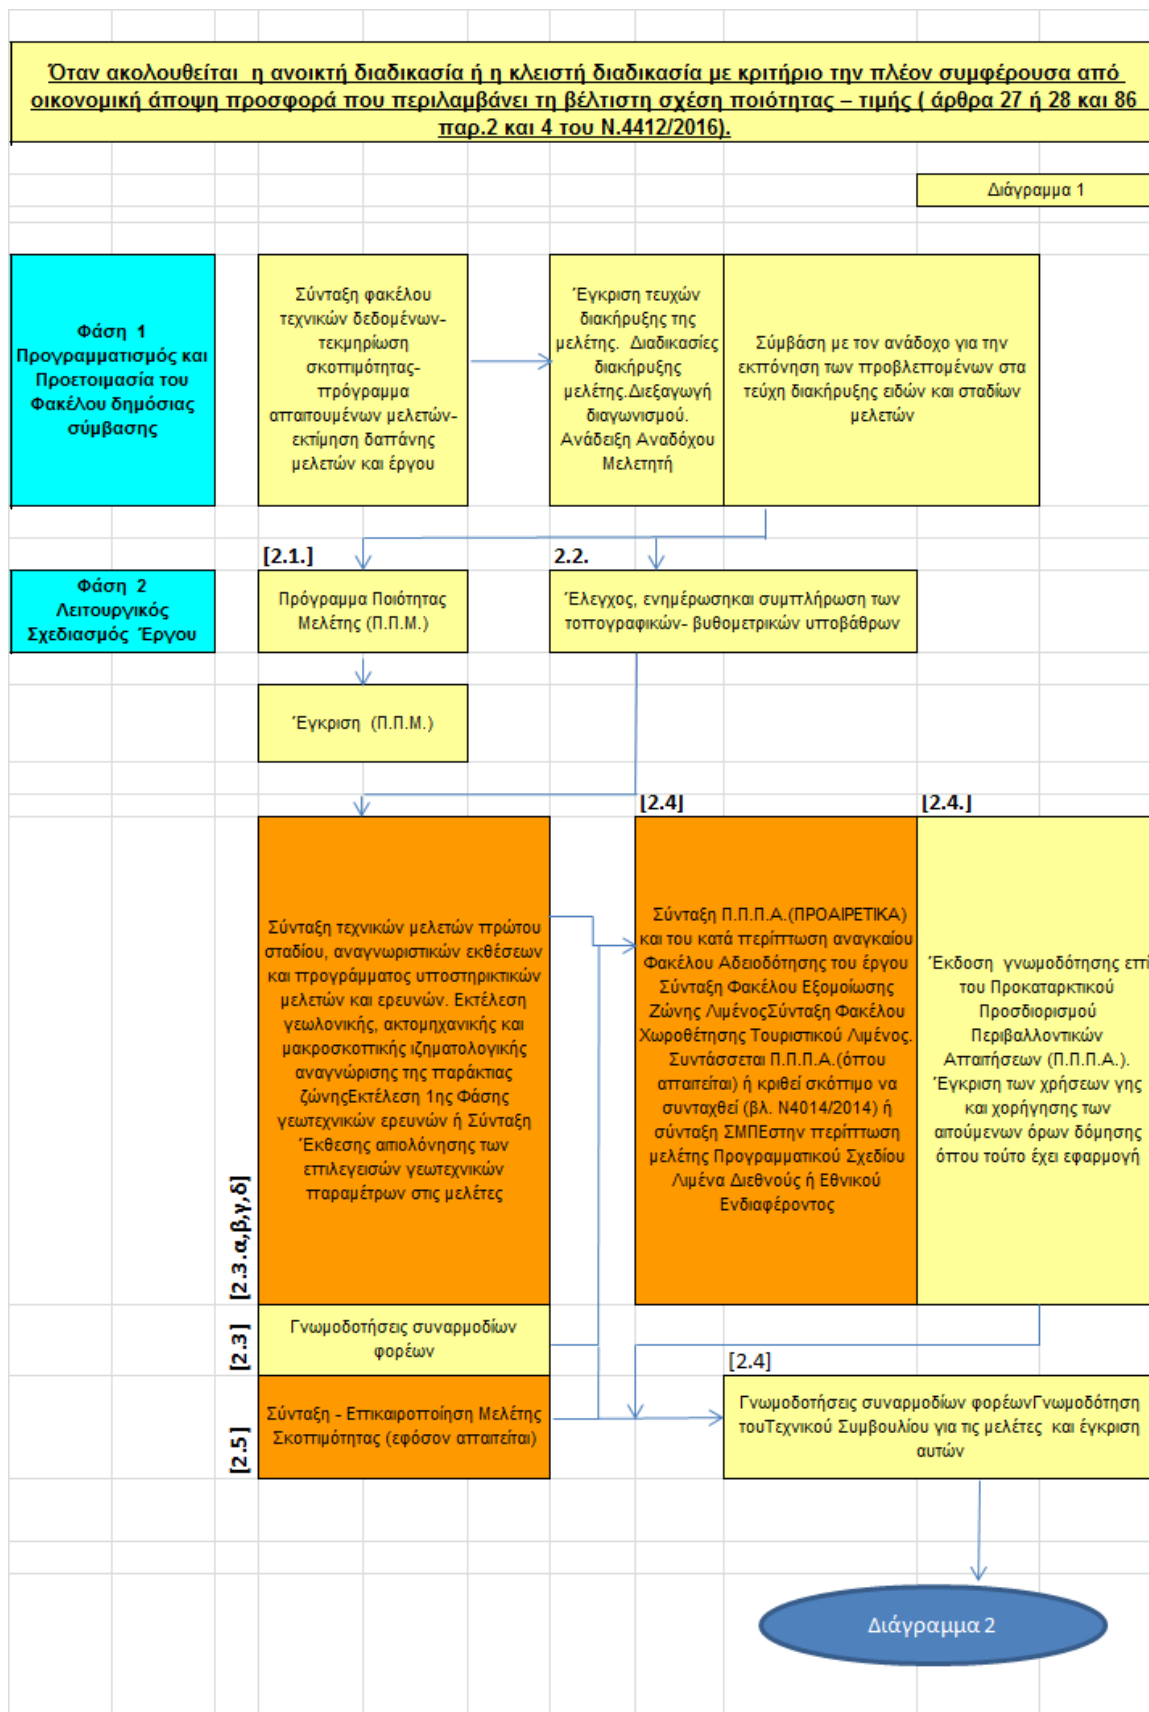 Όταν ακολουθείται η ανοικτή διαδικασία ή η κλειστή διαδικασία με κριτήριο την πλέον συμφέρουσα από
οικονομική άποψη προσφορά που περιλαμβάνει τη βέλτιστη σχέση ποιότητας – τιμής ( άρθρα 27 ή 28 και 86
παρ.2 και 4 του Ν.4412/2016).
Διάγραμμα 1
Φάση 1
Προγραμματισμός και
Προετοιμασία του
Φακέλου δημόσιας
σύμβασης
Σύνταξη φακέλου
τεχνικών δεδομένων-
τεκμηρίωση
σκοπιμότητας-
πρόγραμμα
απαιτουμένων μελετών-
εκτίμηση δαπάνης
μελετών και έργου
Έγκριση τευχών
διακήρυξης της
μελέτης. Διαδικασίες
διακήρυξης
μελέτης.Διεξαγωγή
διαγωνισμού.
Ανάδειξη Αναδόχου
Μελετητή
Σύμβάση με τον ανάδοχο για την
εκπόνηση των προβλεπομένων στα
τεύχη διακήρυξης ειδών και σταδίων
μελετών
[2.1.]
2.2.
Φάση 2
Λειτουργικός
Σχεδιασμός Έργου
Πρόγραμμα Ποιότητας
Μελέτης (Π.Π.Μ.)
Έλεγχος, ενημέρωσηκαι συμπλήρωση των
τοπογραφικών- βυθομετρικών υποβάθρων
Έγκριση (Π.Π.Μ.)
[2.4]
[2.4.]
[2.3.α,β,γ,δ]
Σύνταξη τεχνικών μελετών πρώτου
σταδίου, αναγνωριστικών εκθέσεων
και προγράμματος υποστηρικτικών
μελετών και ερευνών. Εκτέλεση
γεωλονικής, ακτομηχανικής και
μακροσκοπικής ιζηματολογικής
αναγνώρισης της παράκτιας
ζώνηςΕκτέλεση 1ης Φάσης
γεωτεχνικών ερευνών ή Σύνταξη
Έκθεσης αιτιολόνησης των
επιλεγεισών γεωτεχνικών
παραμέτρων στις μελέτες
Σύνταξη Π.Π.Π.Α.(ΠΡΟΑΙΡΕΤΙΚΑ)
και του κατά περίπτωση αναγκαίου
Φακέλου Αδειοδότησης του έργου
Σύνταξη Φακέλου Εξομοίωσης
Ζώνης ΛιμένοςΣύνταξη Φακέλου
Χωροθέτησης Τουριστικού Λιμένος.
Συντάσσεται Π.Π.Π.Α.(όπου
απαιτείται) ή κριθεί σκόπιμο να
συνταχθεί (βλ. Ν4014/2014) ή
σύνταξη ΣΜΠΕστην περίπτωση
μελέτης Προγραμματικού Σχεδίου
Λιμένα Διεθνούς ή Εθνικού
Ενδιαφέροντος
Έκδοση γνωμοδότησης επί
του Προκαταρκτικού
Προσδιορισμού
Περιβαλλοντικών
Απαιτήσεων (Π.Π.Π.Α.).
Έγκριση των χρήσεων γης
και χορήγησης των
αιτούμενων όρων δόμησης
όπου τούτο έχει εφαρμογή
[2.3]
Γνωμοδοτήσεις συναρμοδίων
φορέων
[2.4]
[2.5]
Σύνταξη - Επικαιροποίηση Μελέτης
Σκοπιμότητας (εφόσον απαιτείται)
Γνωμοδοτήσεις συναρμοδίων φορέωνΓνωμοδότηση
τουΤεχνικού Συμβουλίου για τις μελέτες και έγκριση
αυτών
Διάγραμμα 2